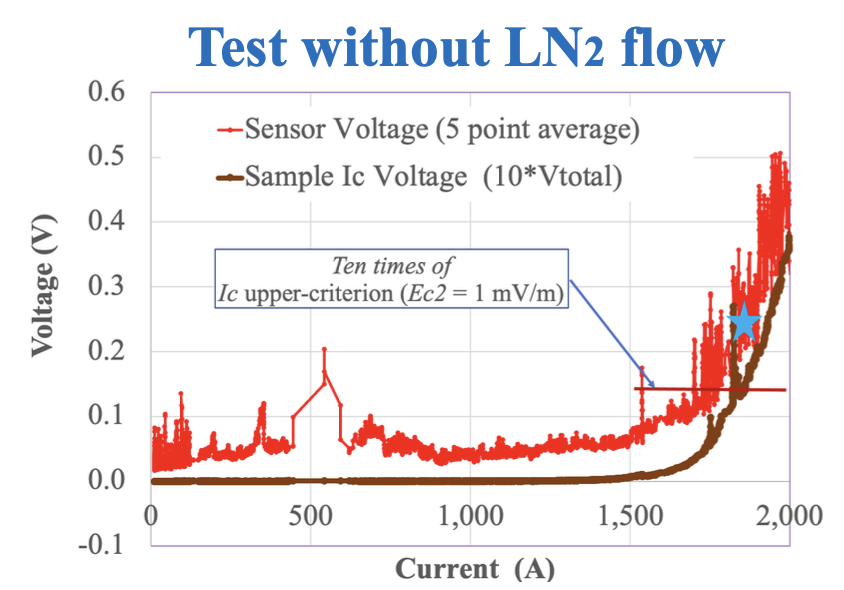 Test without LN2 flow
0.6
Sensor Voltage (5 point average)
0.5
Sample Ic Voltage (10*Vtotal)
0.4
Ten times of
0.3
Ic upper-criterion (Ec2 = 1 mV/m)
Voltage (V)
0.2
0.1
0.0
0 500 1,000 1,500 2,000
-0.1
Current (A)